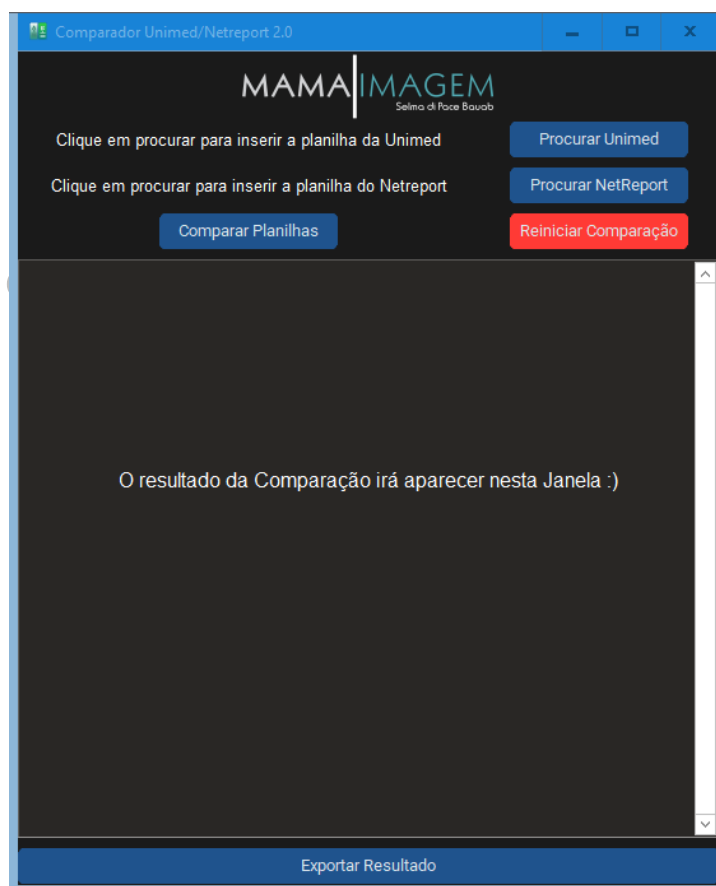 Comparador Unimed/Netreport 2.0
MAMA IMAGEM
Selma di Pace Bauab
Clique em procurar para inserir a planilha da Unimed
Procurar Unimed
Clique em procurar para inserir a planilha do Netreport
Procurar NetReport
Comparar Planilhas
Reiniciar Comparação
O resultado da Comparação irá aparecer nesta Janela :)
Exportar Resultado